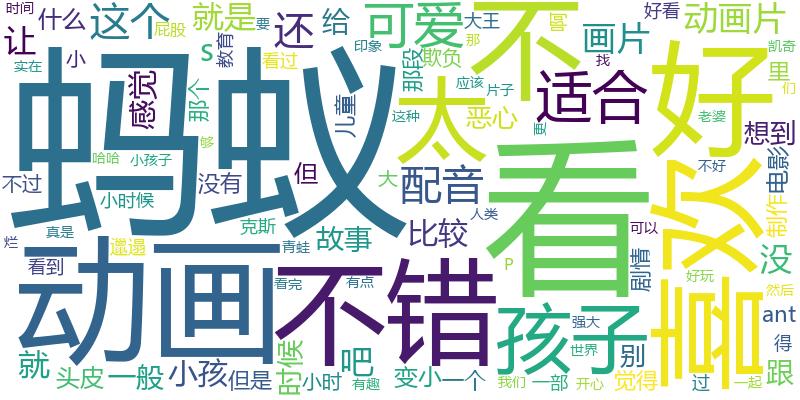 时间 什么 这个 就是 还 给 可爱 大王 不 好看 动画片
让 屁股 要 印象 那 啊 画片 凯奇
小 s 教育 看过 那段 欺负 找 里
实在 感觉 那个 儿童 太 恶心 应该 片子 适合 好 们
蚂蚁 这种 更 老婆 想到
够 哈哈 小孩子 但 配音 看 喜欢 不好 电影
不过 小时候 没有 大 人类 制作
烂 真是 邋遢 克斯 故事 比较 可以 没
看到 动画 青蛙 不错 P 剧情 好玩 然后
看完 有点 孩子 强大 ant
就 时候 吧 世界 别 得
头皮 一般 小孩 但是 小时 有趣 变小 一个 我们 一部 开心 觉得 过 一起 跟